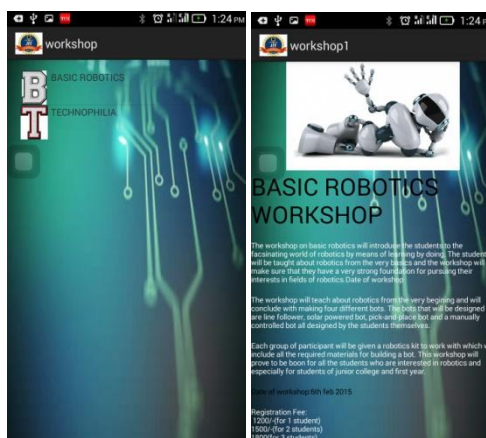 1:24 PM
workshop
BASIC ROBOTICS
TECHNOPHILIA
1:24 PM
workshop1
BASIC ROBOTICS
WORKSHOP
The workshop on basic robotics will introduce the students to the
facsinating world of robotics by means of learning by doing. The student
will be taught about robotics from the very basics and the workshop will
make sure that they have a very strong foundation for pursuing their
interests in fields of robotics.Date of workshop
The workshop will teach about robotics from the very begining and will
conclude with making four different bots. The bots that will be designed
are line follower, solar powered bot, pick-and-place bot and a manually
controlled bot all designed by the students themselves.
Each group of participant will be given a robotics kit to work with which
include all the required materials for building a bot. This workshop will
prove to be boon for all the students who are interested in robotics and
especially for students of junior college and first year.
Date of workshop:6th feb 2015
Registration Fee:
1200/-(for 1 student)
1500/-(for 2 students)
1800/-(for 3 students)